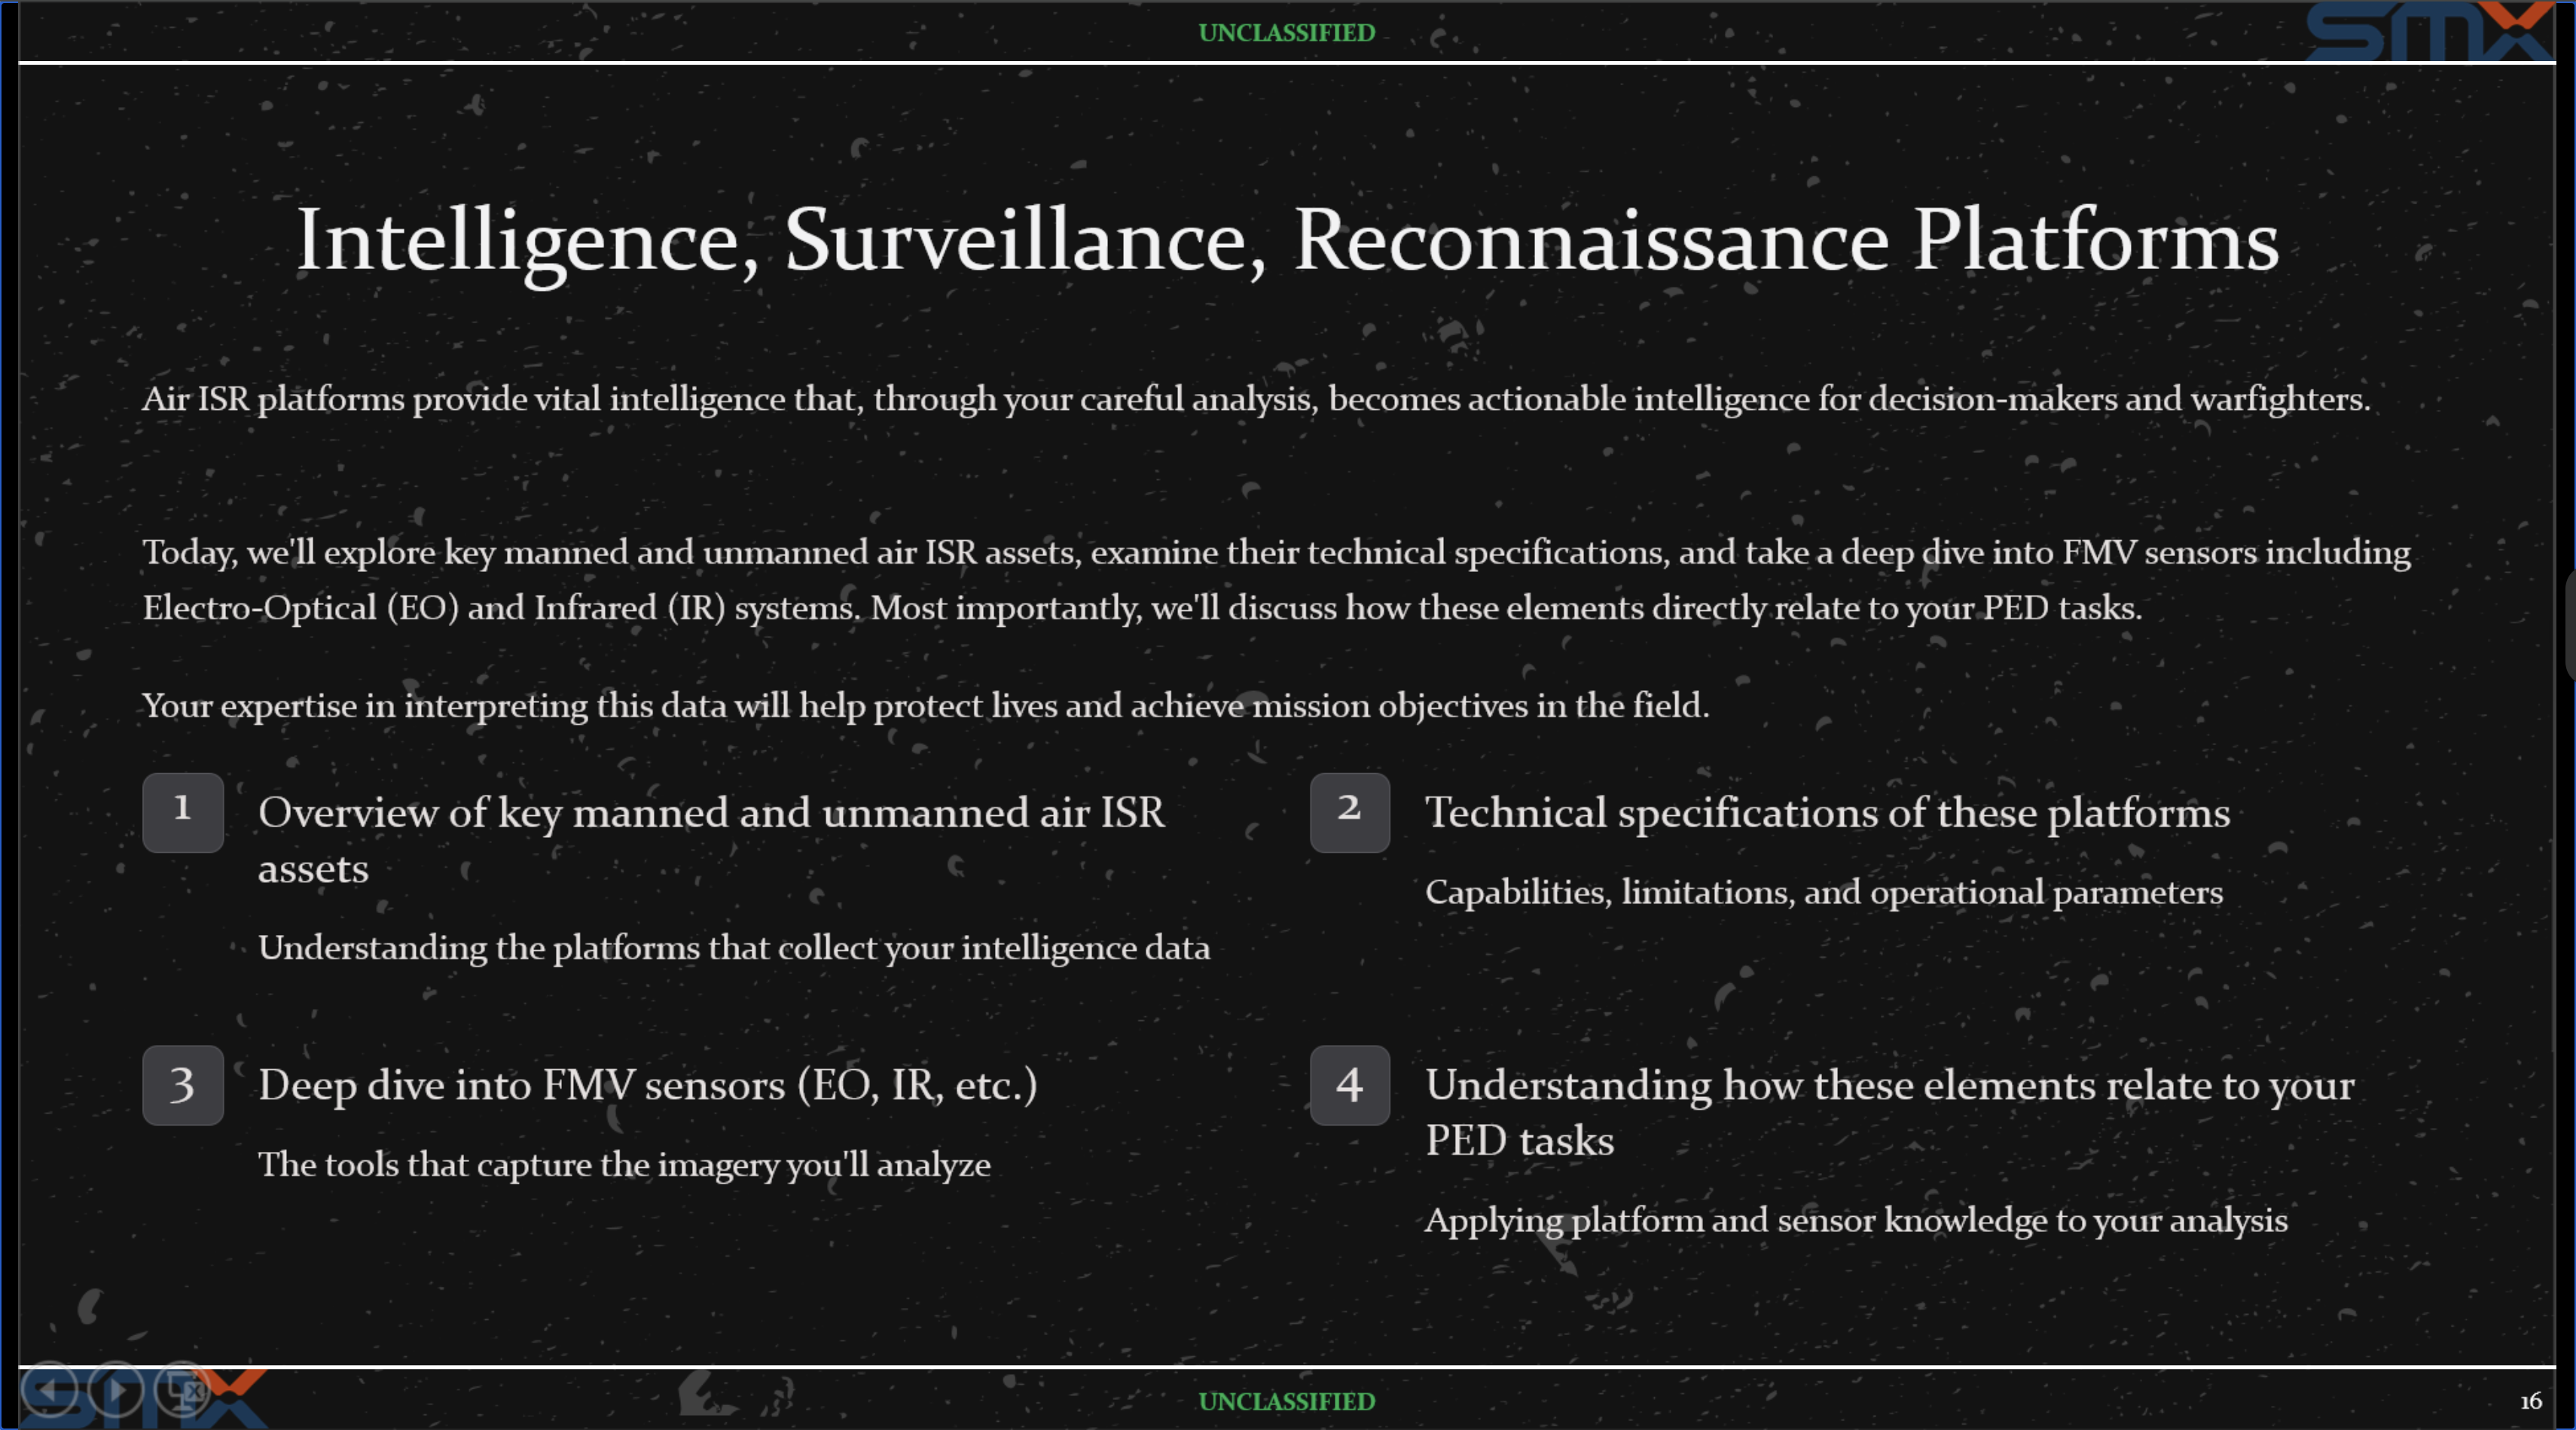 UNCLASSIFIED
SMX
Intelligence, Surveillance, Reconnaissance Platforms
Air ISR platforms provide vital intelligence that, through your careful analysis, becomes actionable intelligence for decision-makers and warfighters.
Today, we'll explore key manned and unmanned air ISR assets, examine their technical specifications, and take a deep dive into FMV sensors including
Electro-Optical (EO) and Infrared (IR) systems. Most importantly, we'll discuss how these elements directly relate to your PED tasks.
Your expertise in interpreting this data will help protect lives and achieve mission objectives in the field.
1
Overview of key manned and unmanned air ISR
assets
Understanding the platforms that collect your intelligence data
2
Technical specifications of these platforms
Capabilities, limitations, and operational parameters
3
Deep dive into FMV sensors (EO, IR, etc.)
The tools that capture the imagery you'll analyze
4
Understanding how these elements relate to your
PED tasks
Applying platform and sensor knowledge to your analysis
SMX
UNCLASSIFIED
16